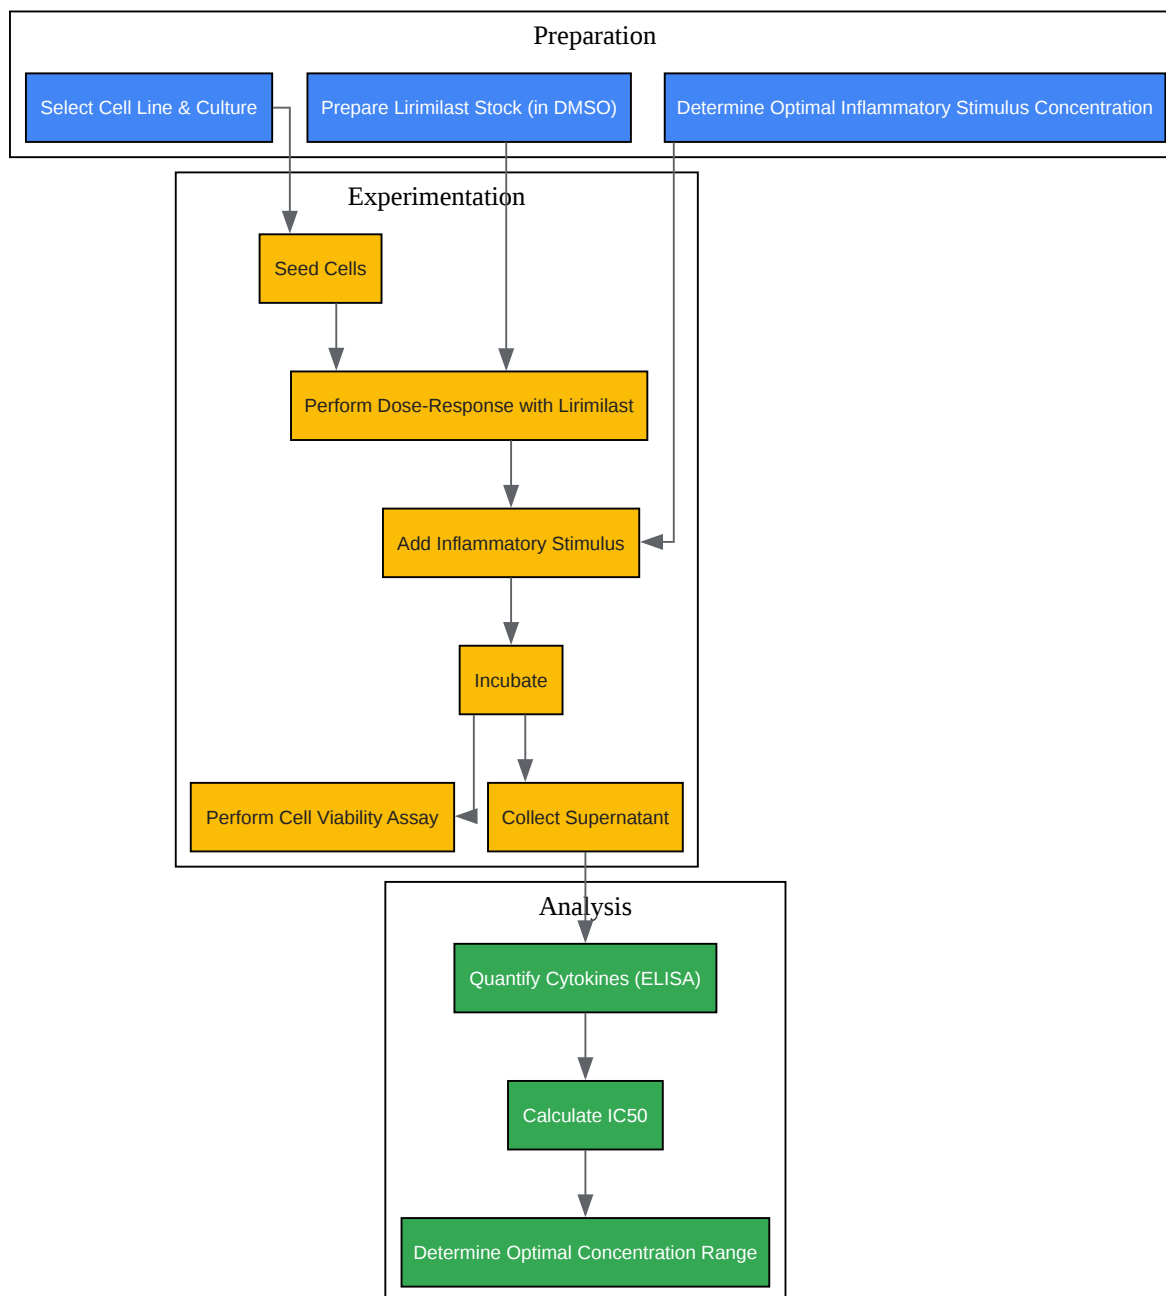 Preparation
Select Cell Line & Culture
Prepare Lirimilast Stock (in DMSO)
Determine Optimal Inflammatory Stimulus Concentration
Experimentation
Seed Cells
Perform Dose-Response with Lirimilast
Add Inflammatory Stimulus
Incubate
Perform Cell Viability Assay
Collect Supernatant
Analysis
Quantify Cytokines (ELISA)
Calculate IC50
Determine Optimal Concentration Range